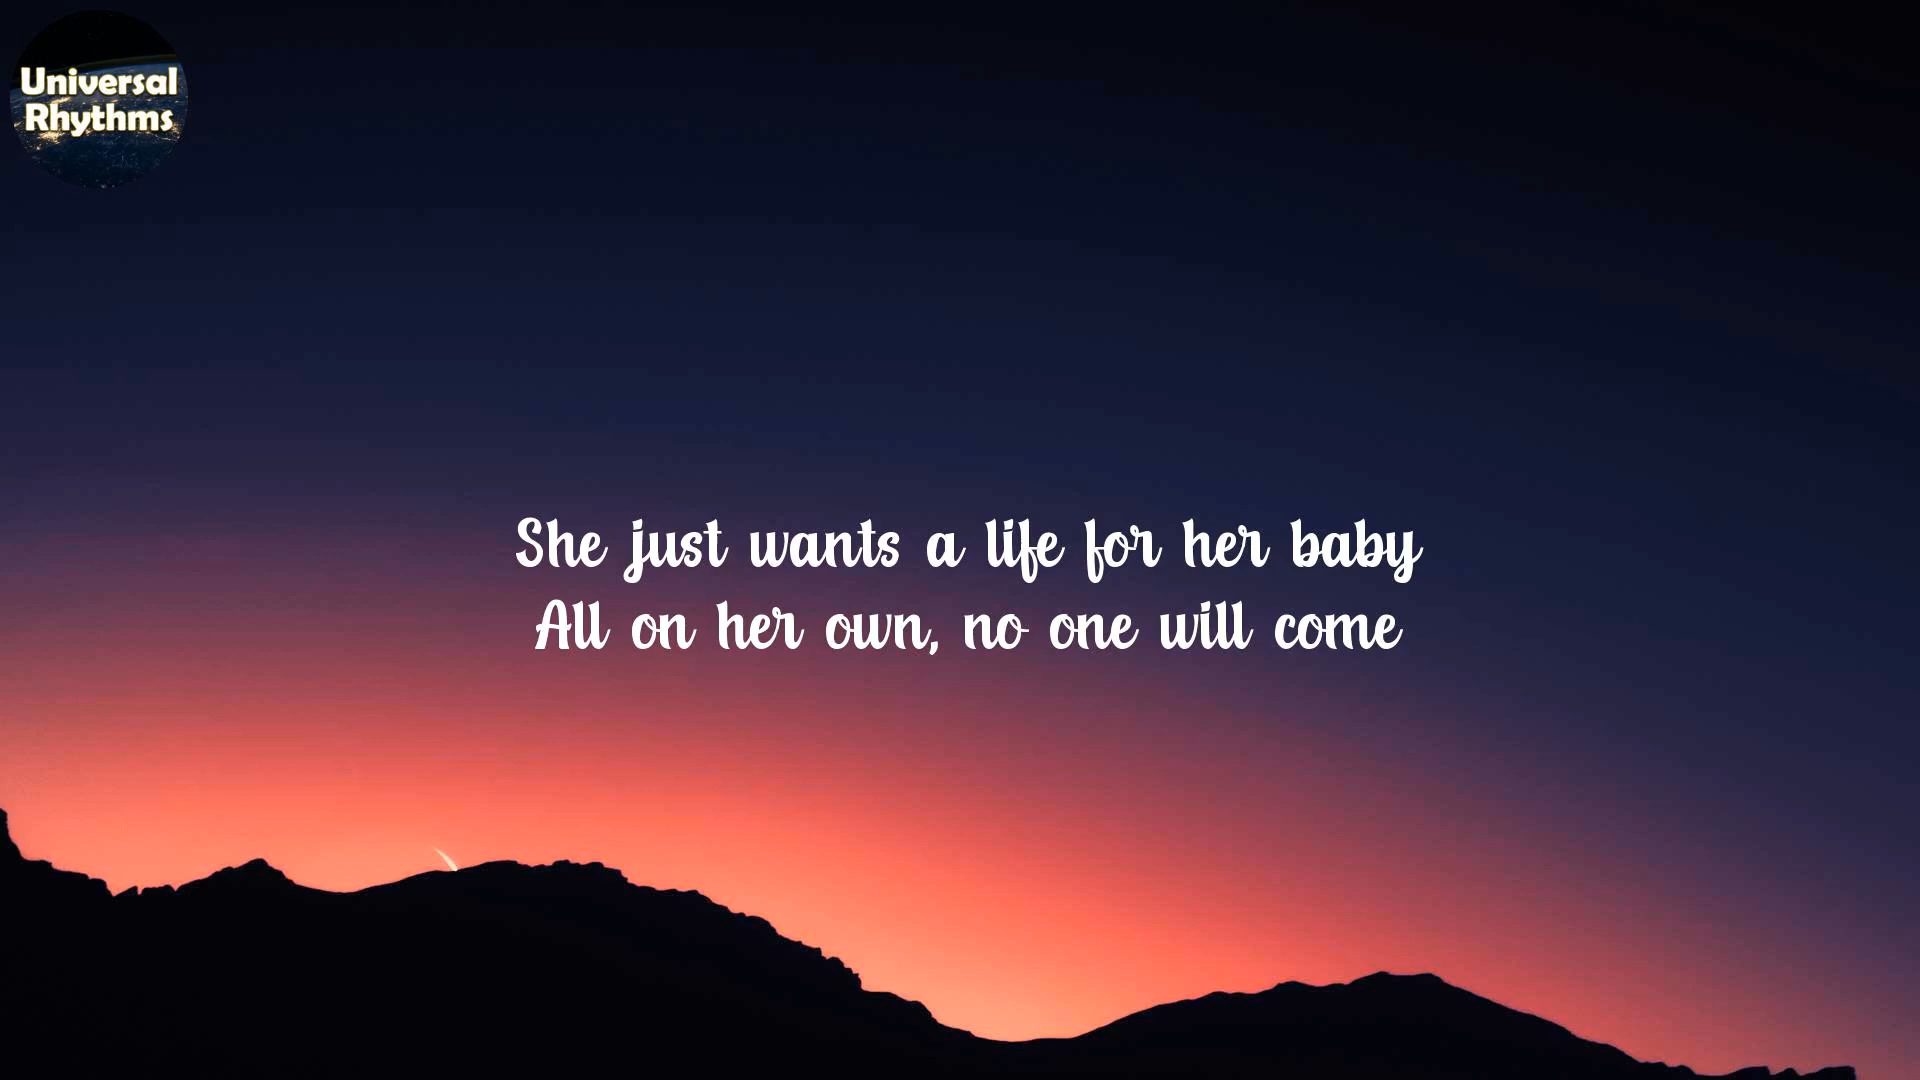 Universal
Rhythms
She just wants a life for her baby
All on her own, no one will come